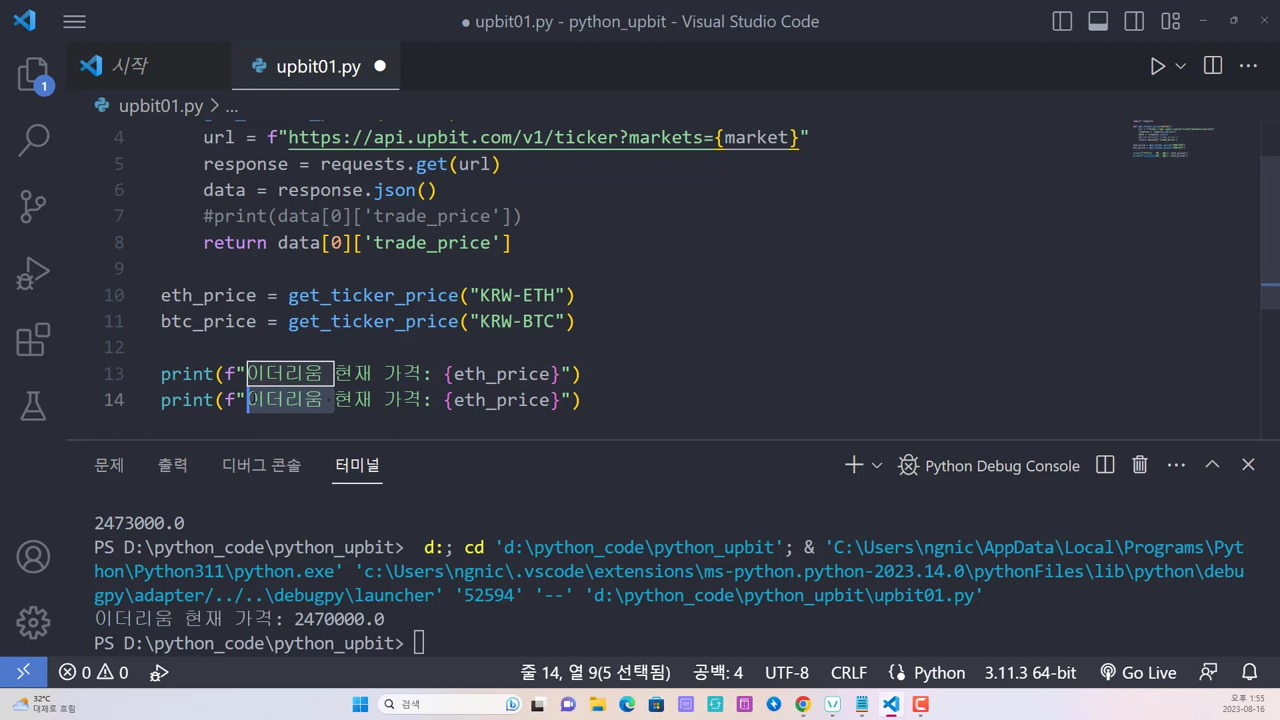 upbit01.py - python_upbit - Visual Studio Code
시작
upbit01.py
upbit01.py > ...
1
4 url = f"https://api.upbit.com/v1/ticker?markets={market}"
5 response = requests.get(url)
6 data = response.json()
7 #print(data[0]['trade_price'])
8 return data[0]['trade_price']
9
10 eth_price = get_ticker_price("KRW-ETH")
11 btc_price = get_ticker_price("KRW-BTC")
12
13 print(f"이더리움 현재 가격: {eth_price}")
14 print(f"이더리움 현재 가격: {eth_price}")
문제 출력 디버그 콘솔 터미널
Python Debug Console
2473000.0
PS D:\python_code\python_upbit>  d:; cd 'd:\python_code\python_upbit'; & 'C:\Users\ngnic\AppData\Local\Programs\Pyt
hon\Python311\python.exe' 'c:\Users\ngnic\.vscode\extensions\ms-python.python-2023.14.0\pythonFiles\lib\python\debu
gpy\adapter/../..\debugpy\launcher' '52594' '--' 'd:\python_code\python_upbit\upbit01.py'
이더리움 현재 가격: 2470000.0
PS D:\python_code\python_upbit>
0 0 줄 14, 열 9(5 선택됨) 공백: 4 UTF-8 CRLF Python 3.11.3 64-bit Go Live
32°C
대체로 흐림
검색
오후 1:55
2023-08-16